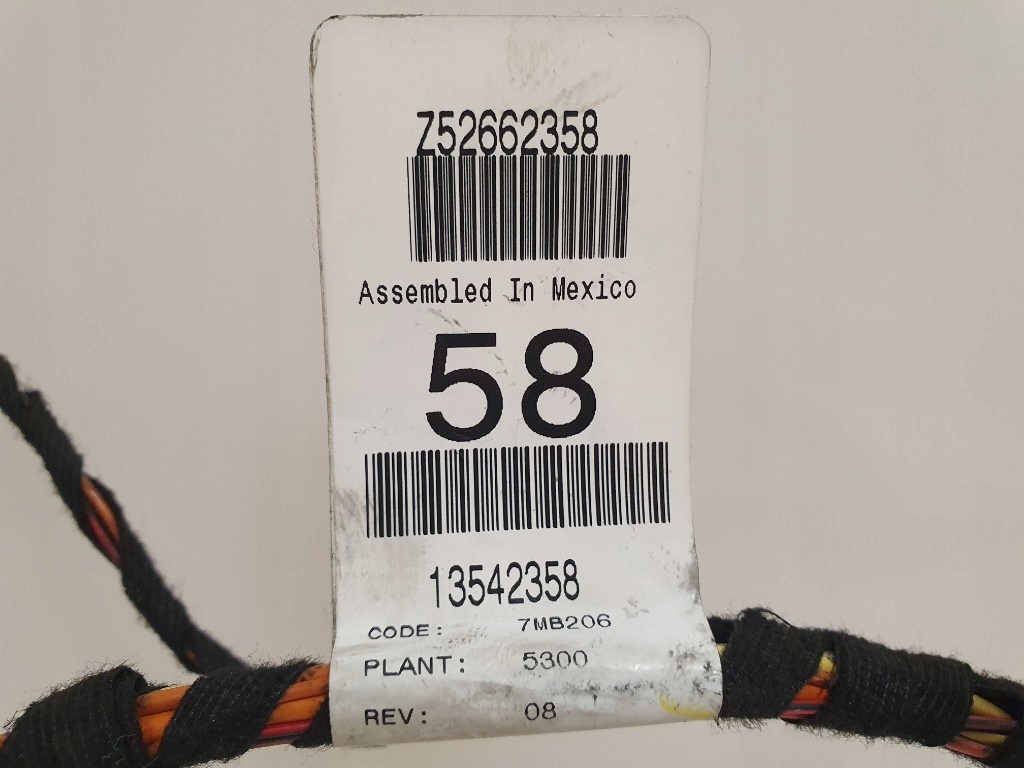 Z52662358
Assembled In Mexico
58
13542358
CODE: 7MB206
PLANT: 5300
REV: 08